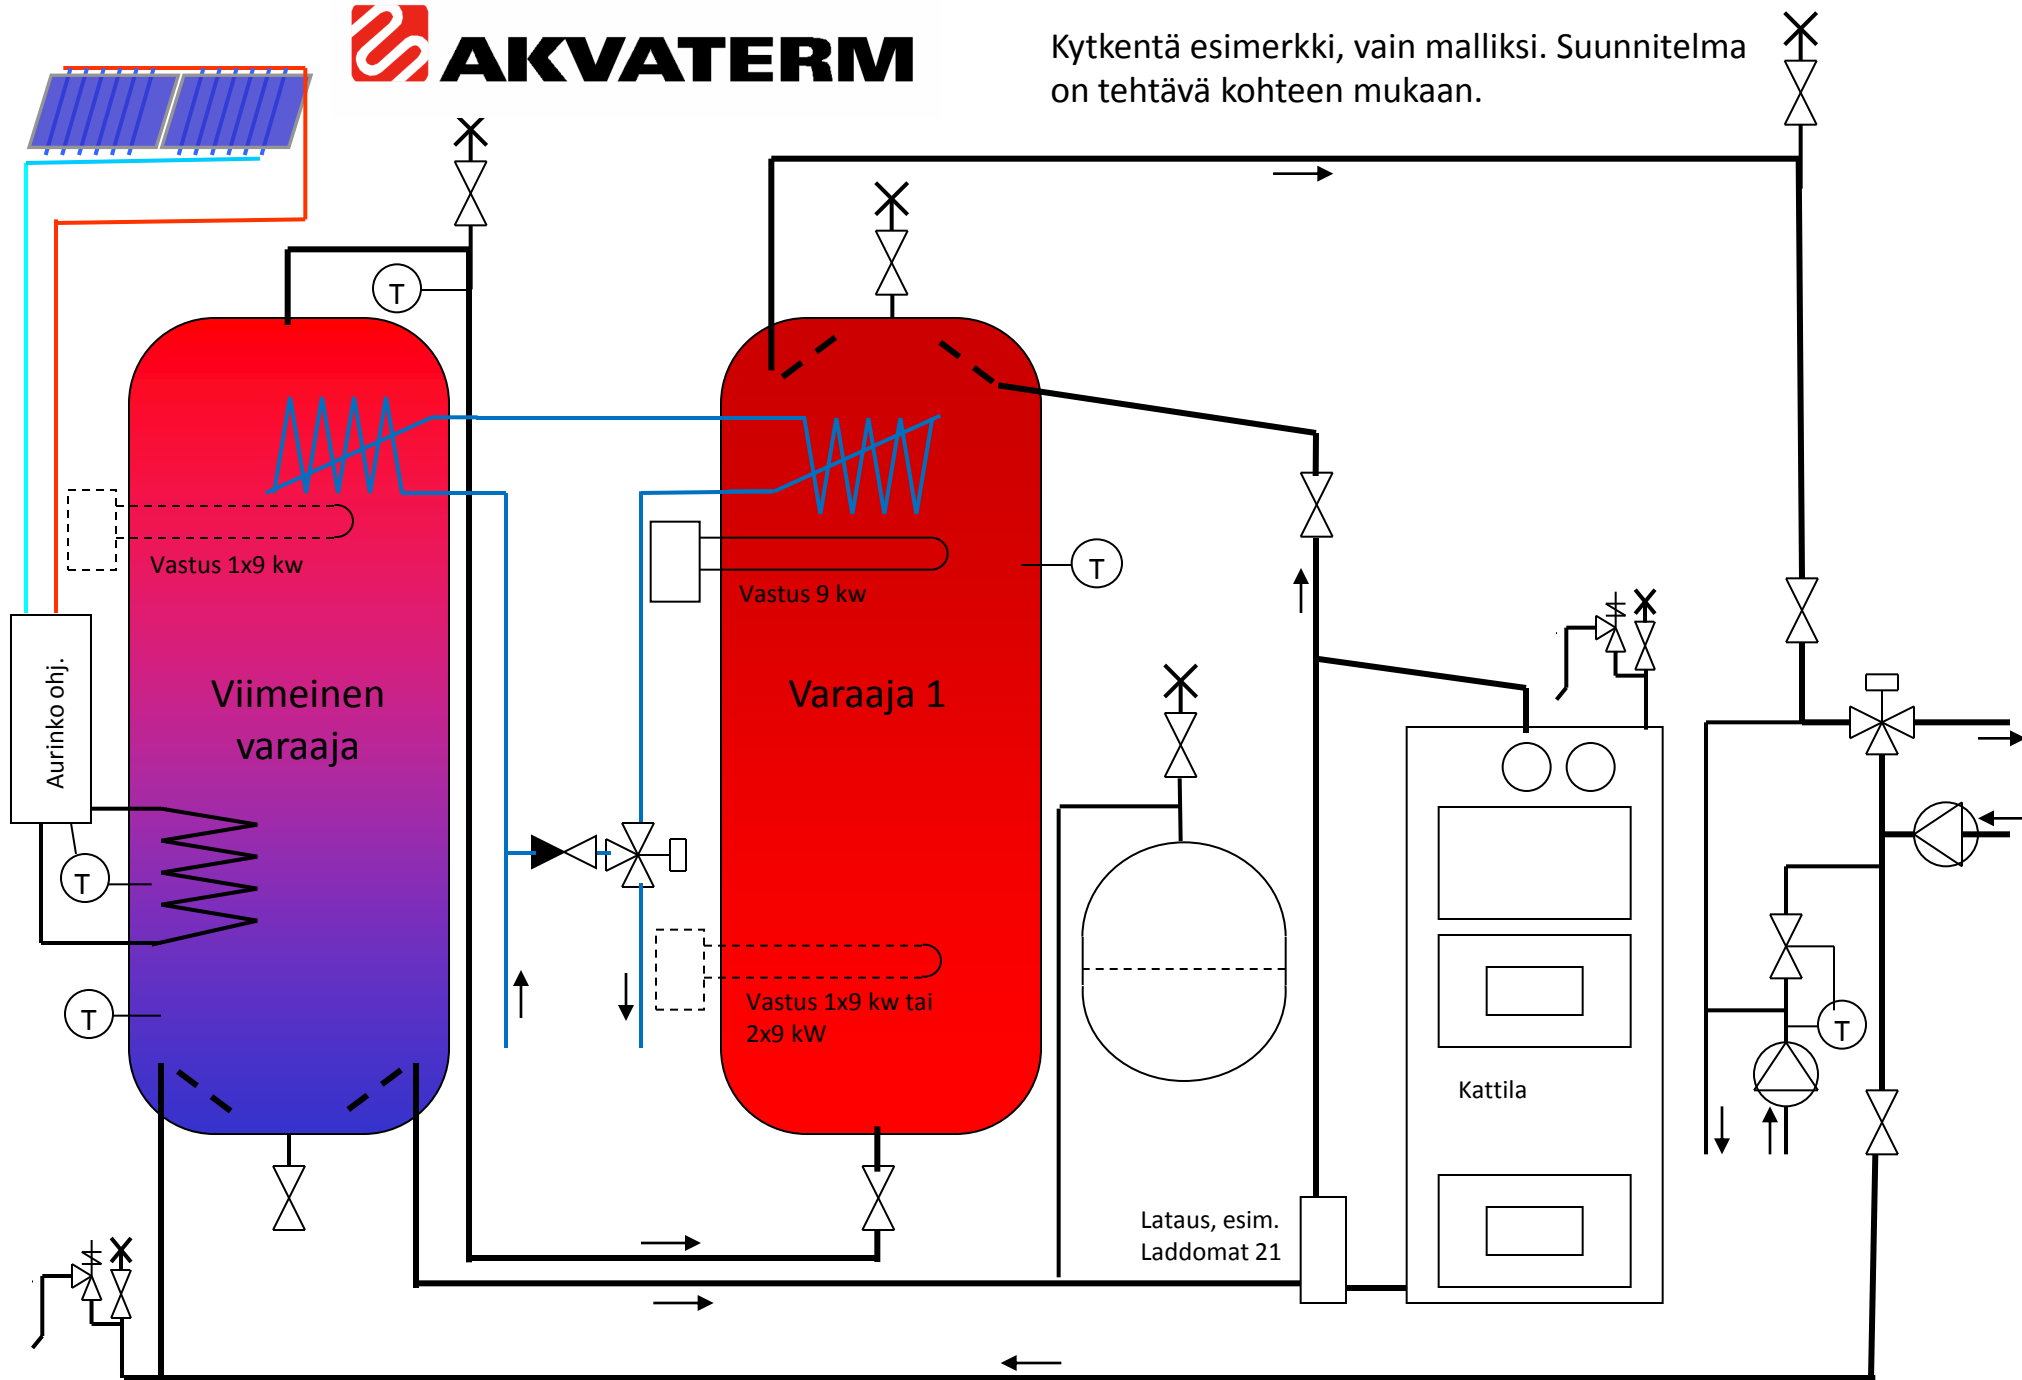 AKVATERM
Kytkentä esimerkki, vain malliksi. Suunnitelma
on tehtävä kohteen mukaan.
T
Vastus 1x9 kw
Vastus 9 kw
T
Aurinko ohj.
Viimeinen
varaaja
Varaaja 1
T
T
Vastus 1x9 kw tai
2x9 kW
T
Kattila
Lataus, esim.
Laddomat 21